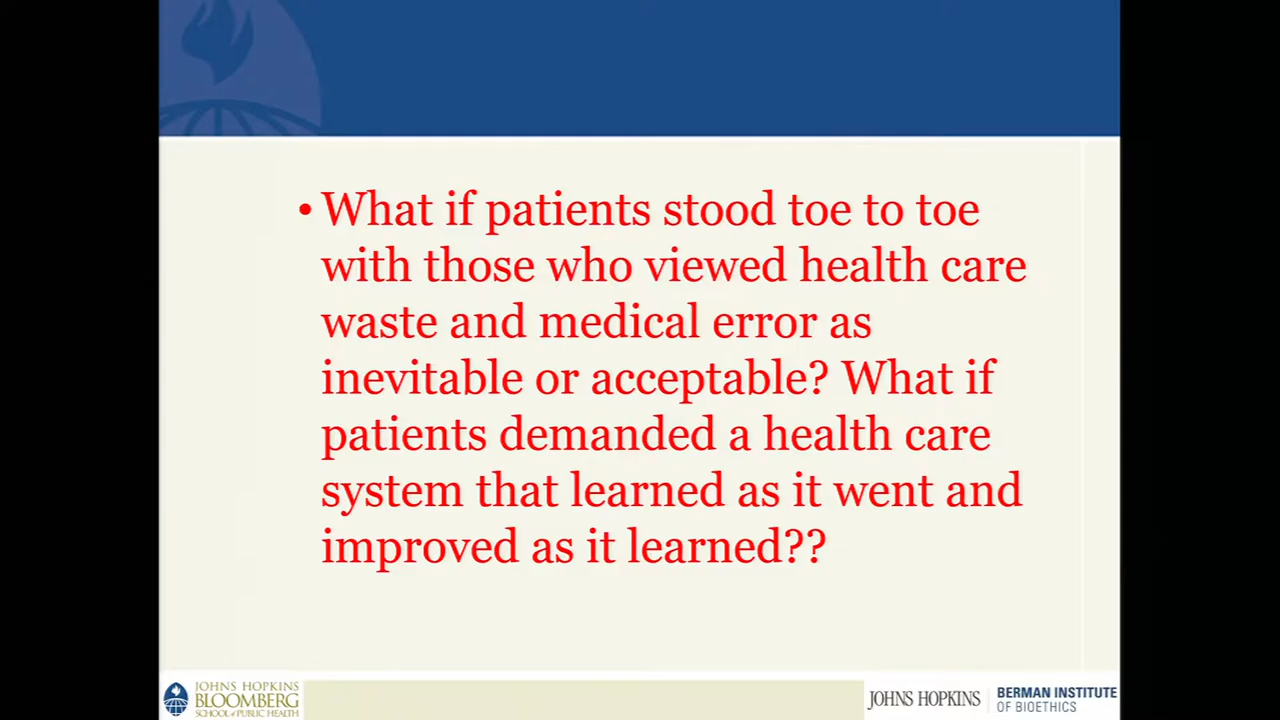 • What if patients stood toe to toe
with those who viewed health care
waste and medical error as
inevitable or acceptable? What if
patients demanded a health care
system that learned as it went and
improved as it learned??
JOHNS HOPKINS
BLOOMBERG
SCHOOL of PUBLIC HEALTH
JOHNS HOPKINS
BERMAN INSTITUTE
OF BIOETHICS